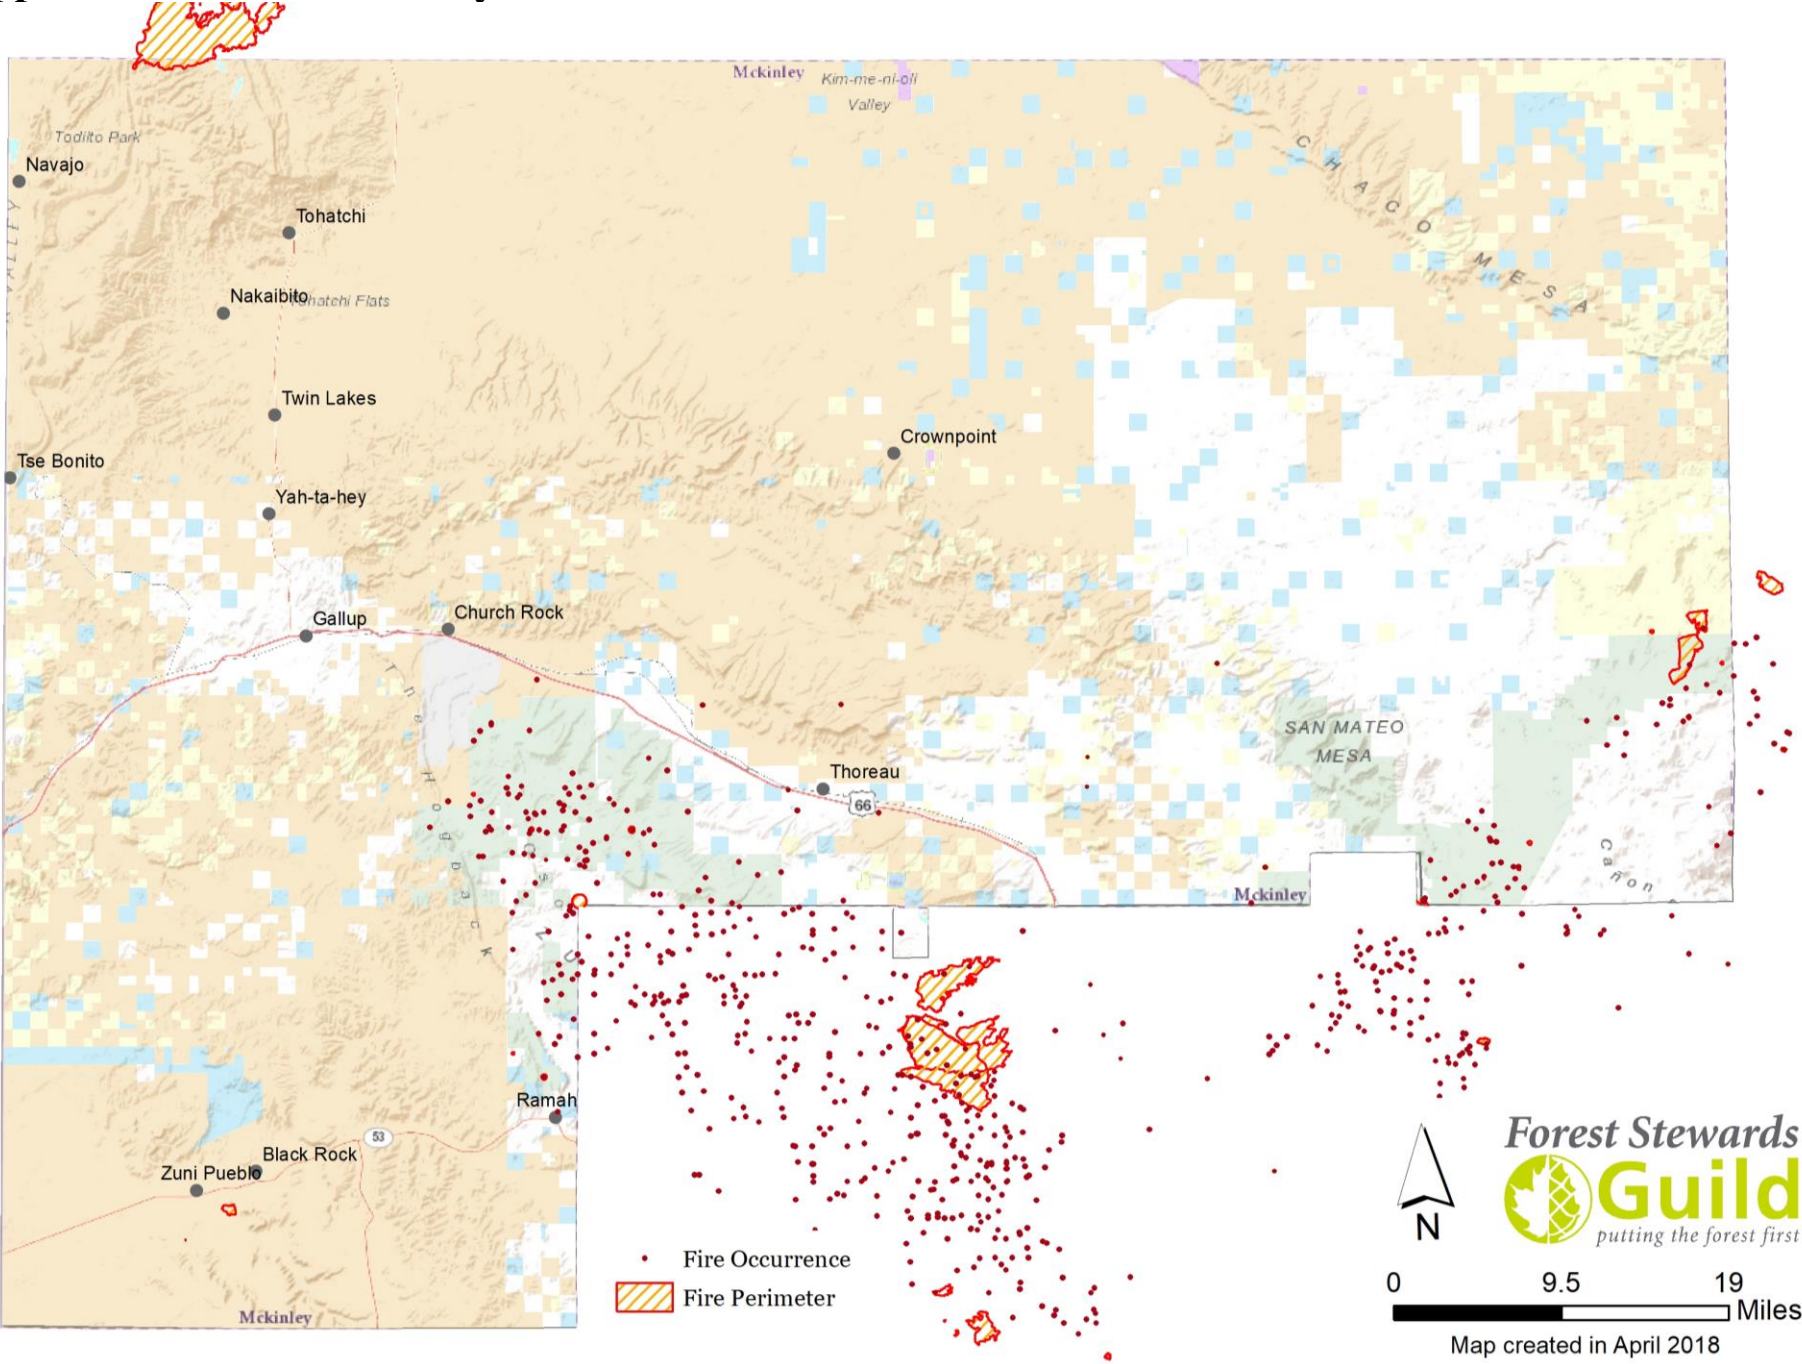 Mckinley
Kim-me-ni-oli
Valley
Todilto Park
Navajo
CHACO MESA
Tohatchi
VALLEY
Nakaibito
Tohatchi Flats
Twin Lakes
Crownpoint
Tse Bonito
Yah-ta-hey
Gallup
Church Rock
The Hogback
SAN MATEO
MESA
Thoreau
66
Cañon
Mckinley
Ramah
53
Black Rock
Zuni Pueblo
Forest Stewards
Guild
putting the forest first
N
Fire Occurrence
Fire Perimeter
0 9.5 19
Miles
Mckinley
Map created in April 2018